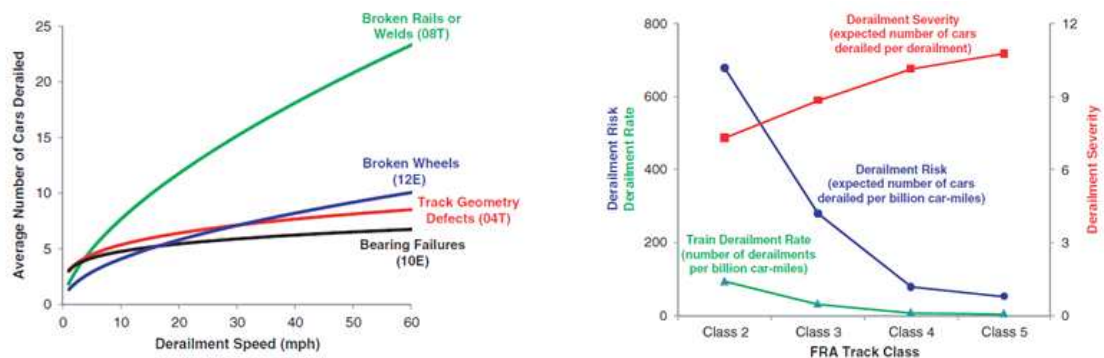 Average Number of Cars Derailed
25
20
15
10
5
0
0
10
20
30
40
50
60
Derailment Speed (mph)
Broken Rails or
Welds (08T)
Broken Wheels
(12E)
Track Geometry
Defects (04T)
Bearing Failures
(10E)
Derailment Risk
Derailment Rate
800
600
400
200
0
Derailment Severity
(expected number of cars
derailed per derailment)
Derailment Risk
(expected number of cars
derailed per billion car-miles)
Train Derailment Rate
(number of derailments
per billion car-miles)
12
9
6
3
0
Derailment Severity
Class 2
Class 3
Class 4
Class 5
FRA Track Class